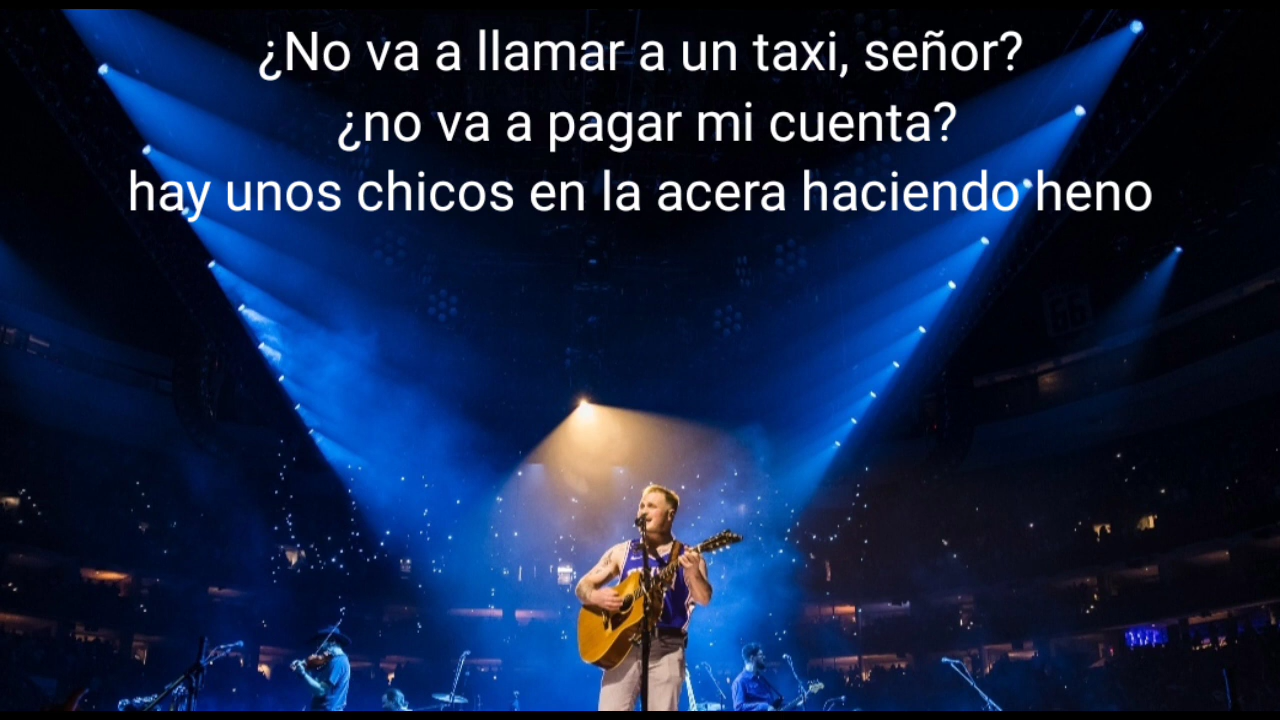 ¿No va a llamar a un taxi, señor?
¿no va a pagar mi cuenta?
hay unos chicos en la acera haciendo heno